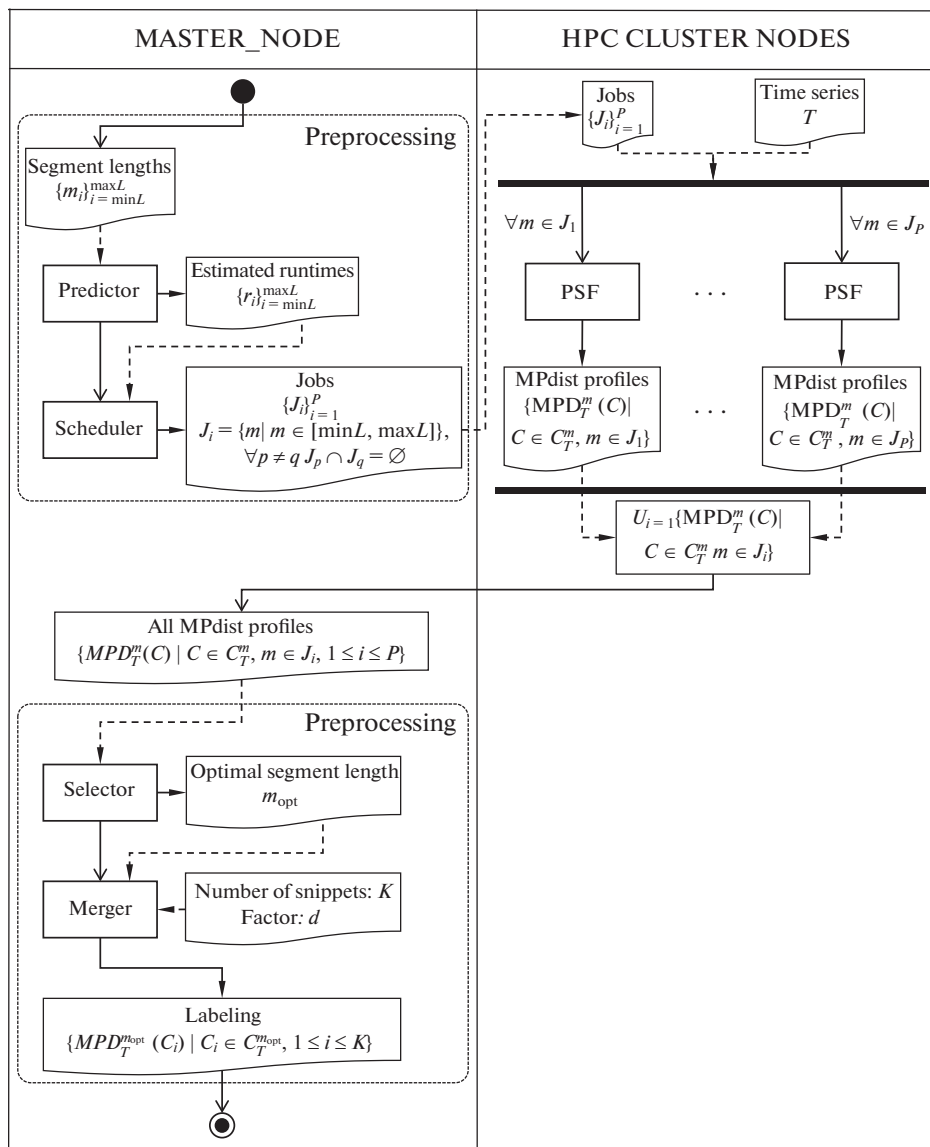 MASTER_NODE
HPC CLUSTER NODES
Preprocessing
Segment lengths
{m_i}_{i = minL}^{maxL}
Predictor
Estimated runtimes
{r_i}_{i = minL}^{maxL}
Scheduler
Jobs
{J_i}_{i = 1}^{P}
J_i = {m| m ∈ [minL, maxL]},
∀p ≠ q J_p ∩ J_q = ∅
Jobs
{J_i}_{i = 1}^{P}
Time series
T
∀m ∈ J_1
∀m ∈ J_P
PSF
. . .
PSF
MPdist profiles
{MPD_T^m (C)|
C ∈ C_T^m, m ∈ J_1}
. . .
MPdist profiles
{MPD_T^m (C)|
C ∈ C_T^m , m ∈ J_P}
U_{i = 1}{MPD_T^m (C)|
C ∈ C_T^m m ∈ J_i}
All MPdist profiles
{MPD_T^m(C) | C ∈ C_T^m, m ∈ J_i, 1 ≤ i ≤ P}
Preprocessing
Selector
Optimal segment length
m_opt
Merger
Number of snippets: K
Factor: d
Labeling
{MPD_T^{m_opt} (C_i) | C_i ∈ C_T^{m_opt}, 1 ≤ i ≤ K}